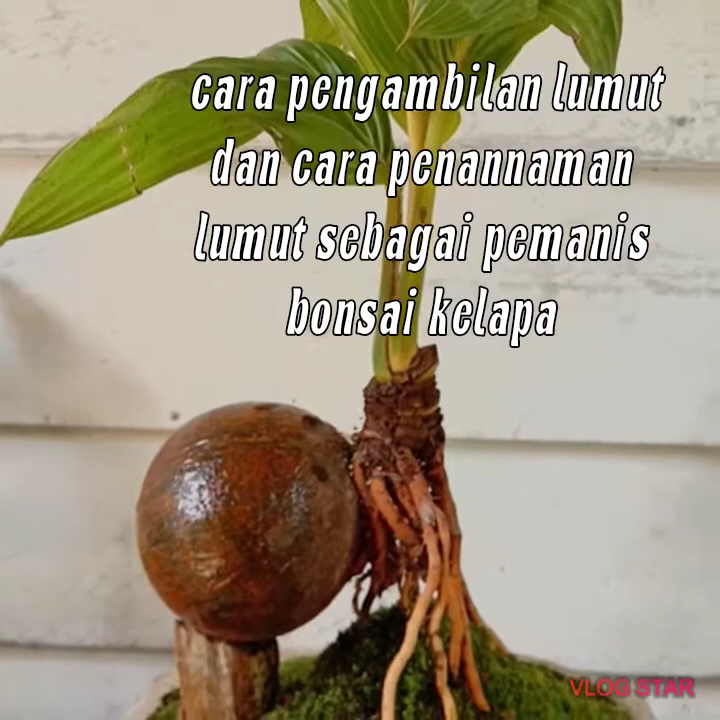 cara pengambilan lumut
dan cara penannaman
lumut sebagai pemanis
bonsai kelapa
VLOG STAR